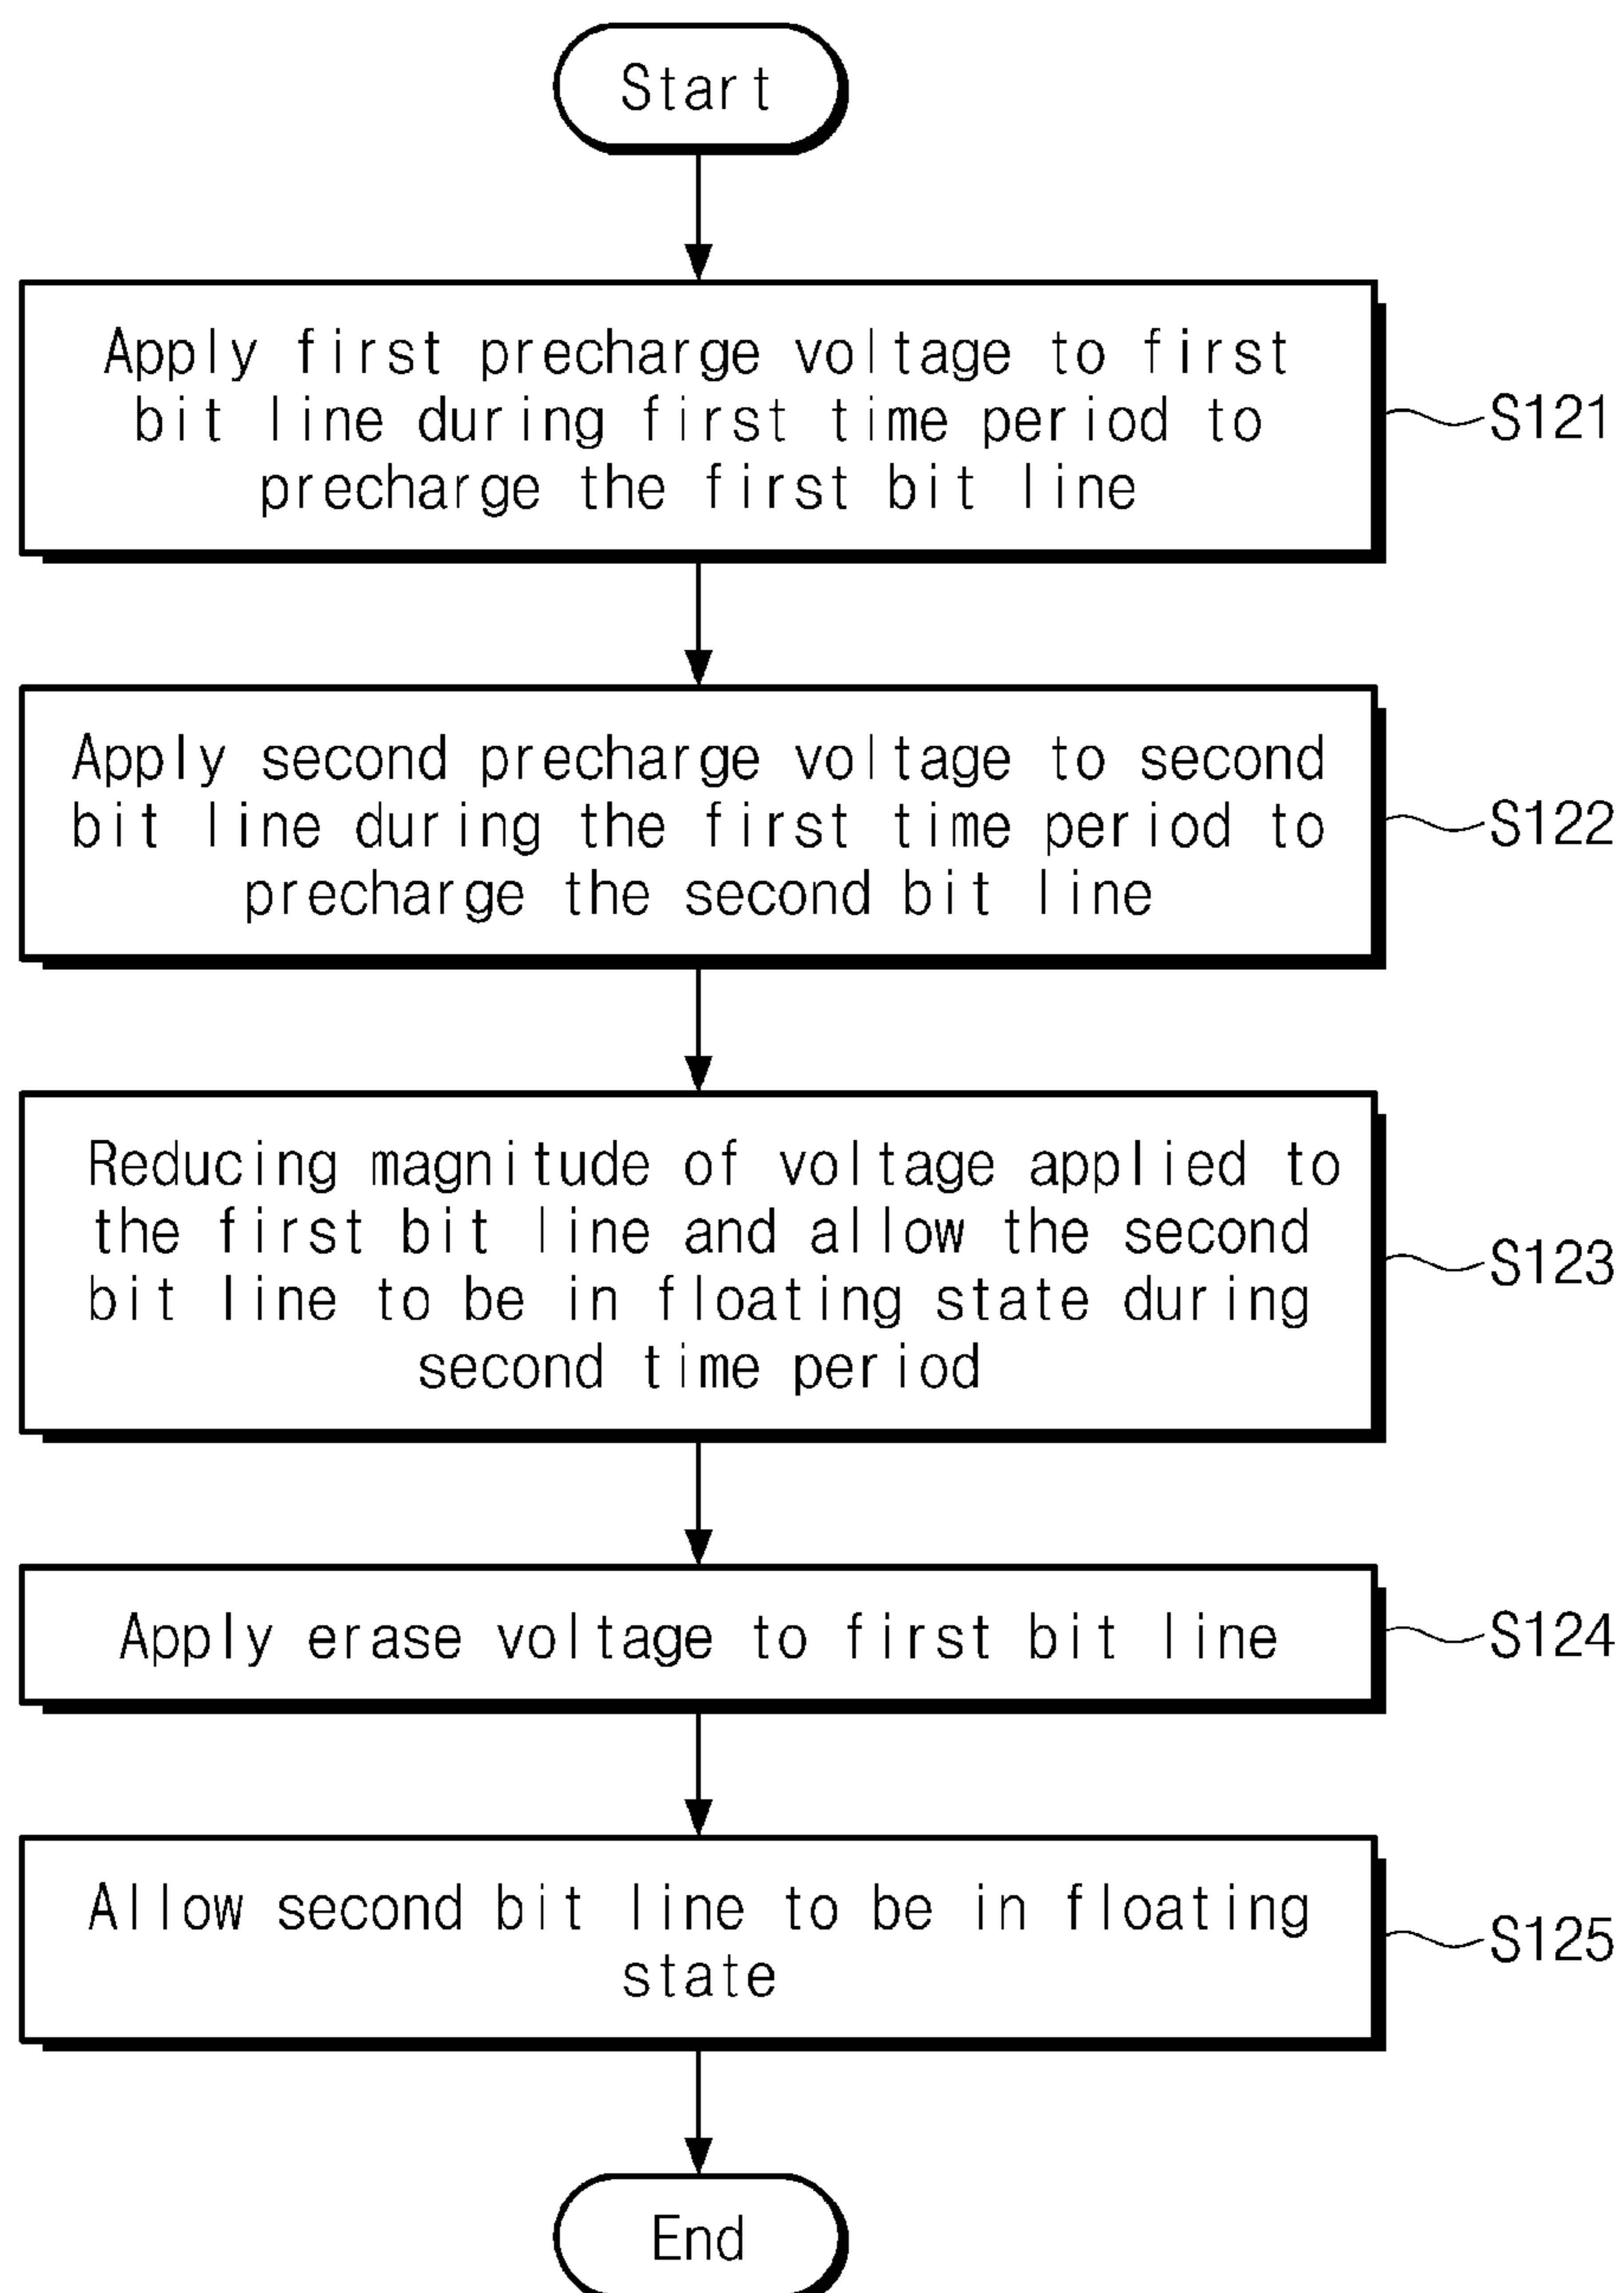 Start
Apply first precharge voltage to first
bit line during first time period to
precharge the first bit line
S121
Apply second precharge voltage to second
bit line during the first time period to
precharge the second bit line
S122
Reducing magnitude of voltage applied to
the first bit line and allow the second
bit line to be in floating state during
second time period
S123
Apply erase voltage to first bit line
S124
Allow second bit line to be in floating
state
S125
End